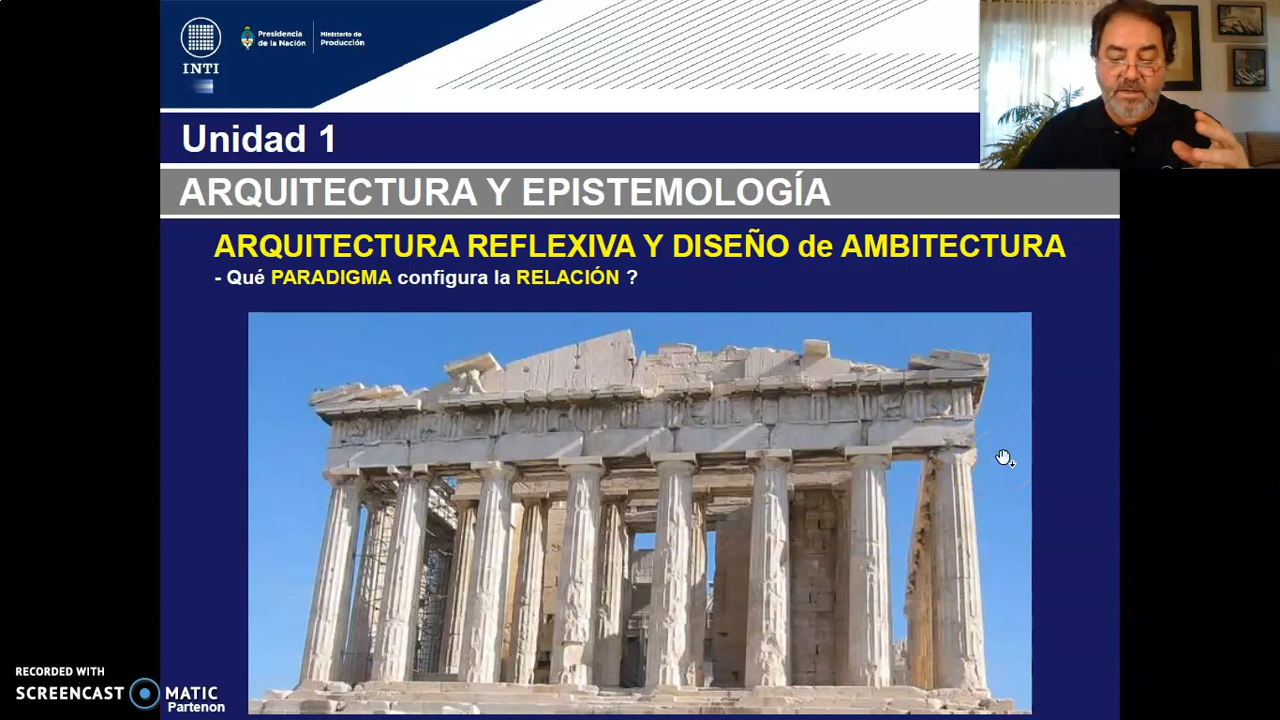 INTI
Presidencia
de la Nación
Ministerio de
Producción
Unidad 1
ARQUITECTURA Y EPISTEMOLOGÍA
ARQUITECTURA REFLEXIVA Y DISEÑO de AMBITECTURA
- Qué PARADIGMA configura la RELACIÓN ?
RECORDED WITH
SCREENCAST MATIC
Partenon